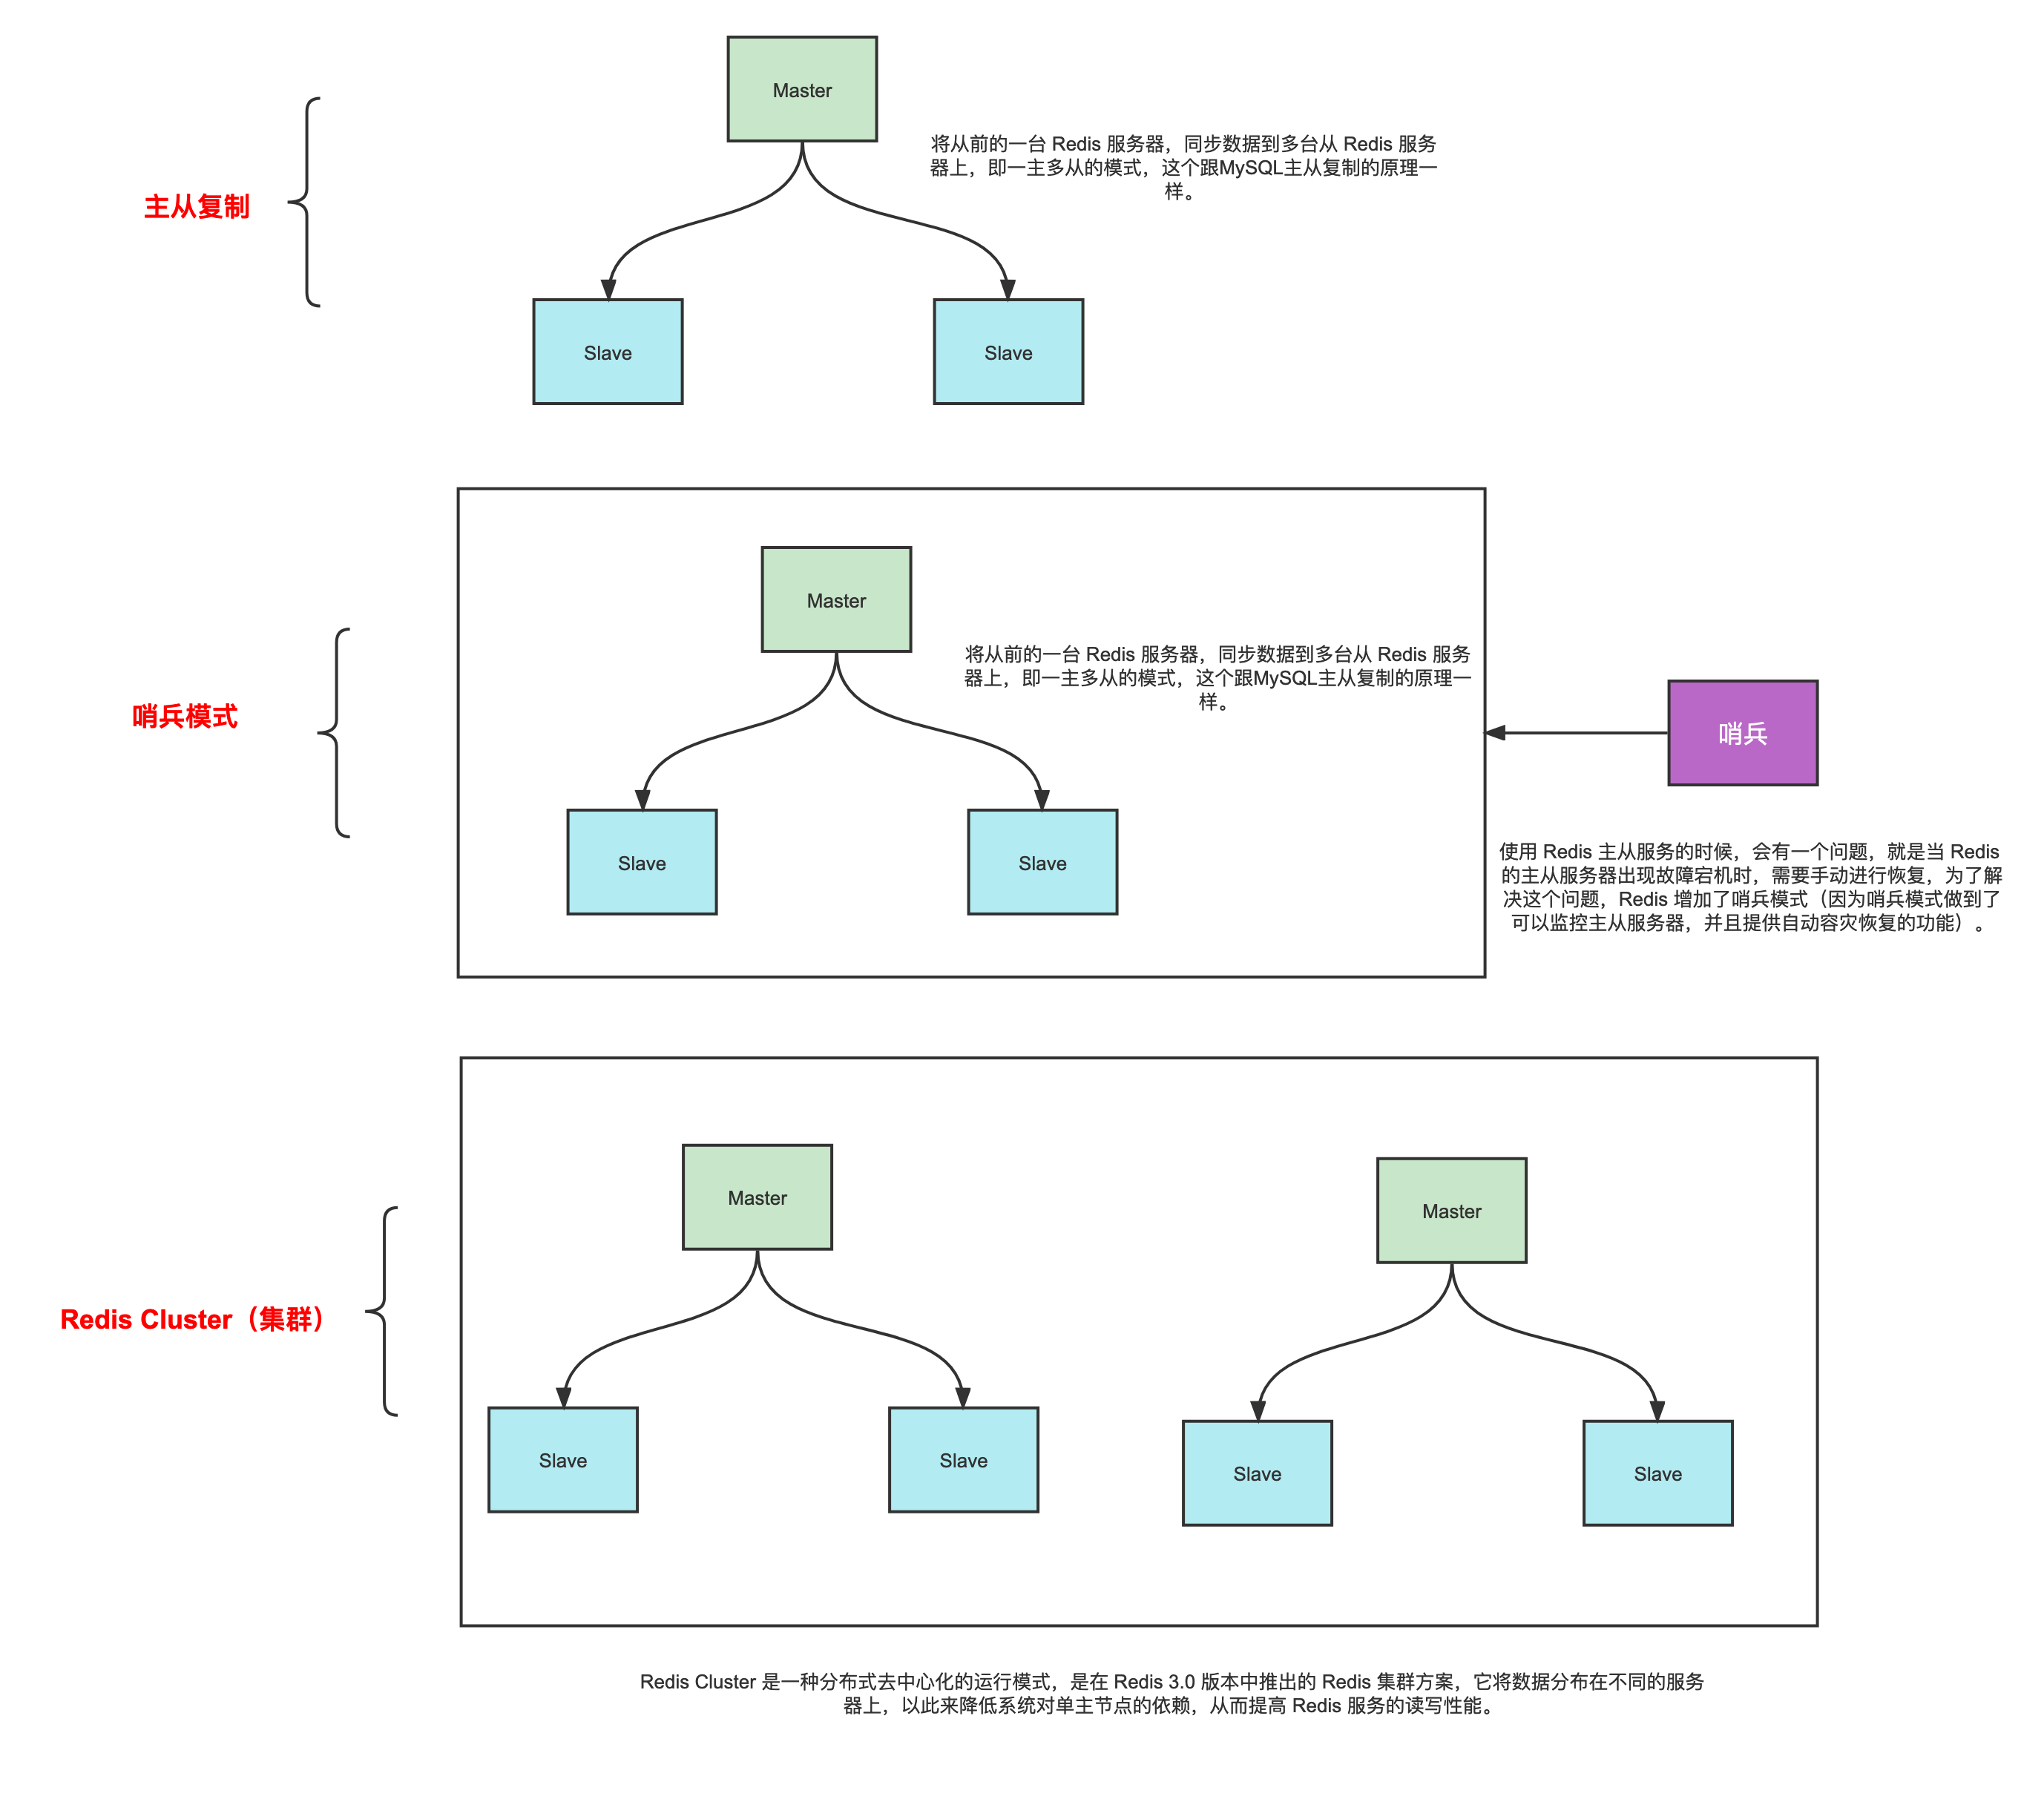 Master
将从前的一台 Redis 服务器，同步数据到多台从 Redis 服务
器上，即一主多从的模式，这个跟MySQL主从复制的原理一
样。
主从复制
Slave
Slave
Master
将从前的一台 Redis 服务器，同步数据到多台从 Redis 服务
器上，即一主多从的模式，这个跟MySQL主从复制的原理一
样。
哨兵模式
哨兵
Slave
Slave
使用 Redis 主从服务的时候，会有一个问题，就是当 Redis
的主从服务器出现故障宕机时，需要手动进行恢复，为了解
决这个问题，Redis 增加了哨兵模式（因为哨兵模式做到了
可以监控主从服务器，并且提供自动容灾恢复的功能）。
Master
Master
Redis Cluster（集群）
Slave
Slave
Slave
Slave
Redis Cluster 是一种分布式去中心化的运行模式，是在 Redis 3.0 版本中推出的 Redis 集群方案，它将数据分布在不同的服务
器上，以此来降低系统对单主节点的依赖，从而提高 Redis 服务的读写性能。